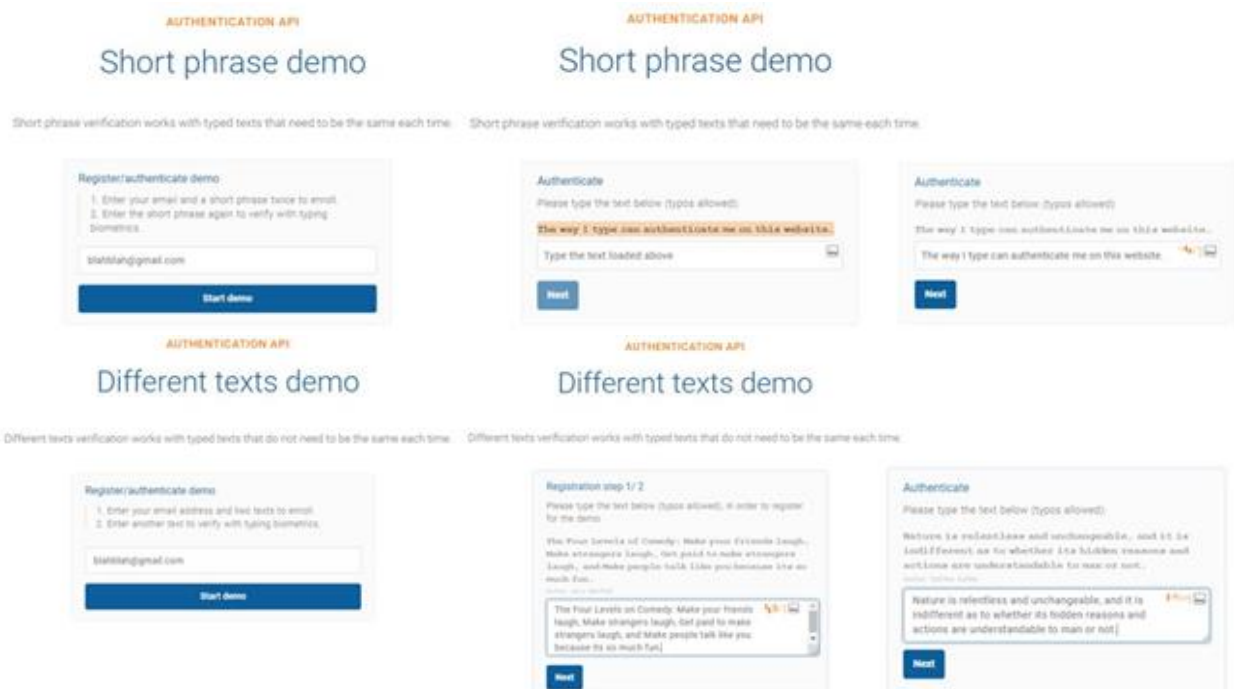 AUTHENTICATION API
Short phrase demo
Short phrase verification works with typed texts that need to be the same each time.
Register/authenticate demo
1. Enter your email and a short phrase twice to enroll.
2. Enter the short phrase again to verify with typing
biometrics.
blahblah@gmail.com
Start demo
AUTHENTICATION API
Short phrase demo
Short phrase verification works with typed texts that need to be the same each time.
Authenticate
Please type the text below (typos allowed):
The way I type can authenticate me on this website.
Type the text loaded above
Next
Authenticate
Please type the text below (typos allowed):
The way I type can authenticate me on this website.
The way I type can authenticate me on this website.
Next
AUTHENTICATION API
Different texts demo
Different texts verification works with typed texts that do not need to be the same each time.
Register/authenticate demo
1. Enter your email address and two texts to enroll.
2. Enter another text to verify with typing biometrics.
blahblah@gmail.com
Start demo
AUTHENTICATION API
Different texts demo
Different texts verification works with typed texts that do not need to be the same each time.
Registration step 1/ 2
Please type the text below (typos allowed), in order to register
for the demo:
The Four Levels of Comedy: Make your friends laugh,
Make strangers laugh, Get paid to make strangers
laugh, and Make people talk like you because its so
much fun.
The Four Levels on Comedy: Make your friends
laugh, Make strangers laugh, Get paid to make
strangers laugh, and Make people talk like you
because its so much fun.
Next
Authenticate
Please type the text below (typos allowed):
Nature is relentless and unchangeable, and it is
indifferent as to whether its hidden reasons and
actions are understandable to man or not.
Nature is relentless and unchangeable, and it is
indifferent as to whether its hidden reasons and
actions are understandable to man or not.
Next